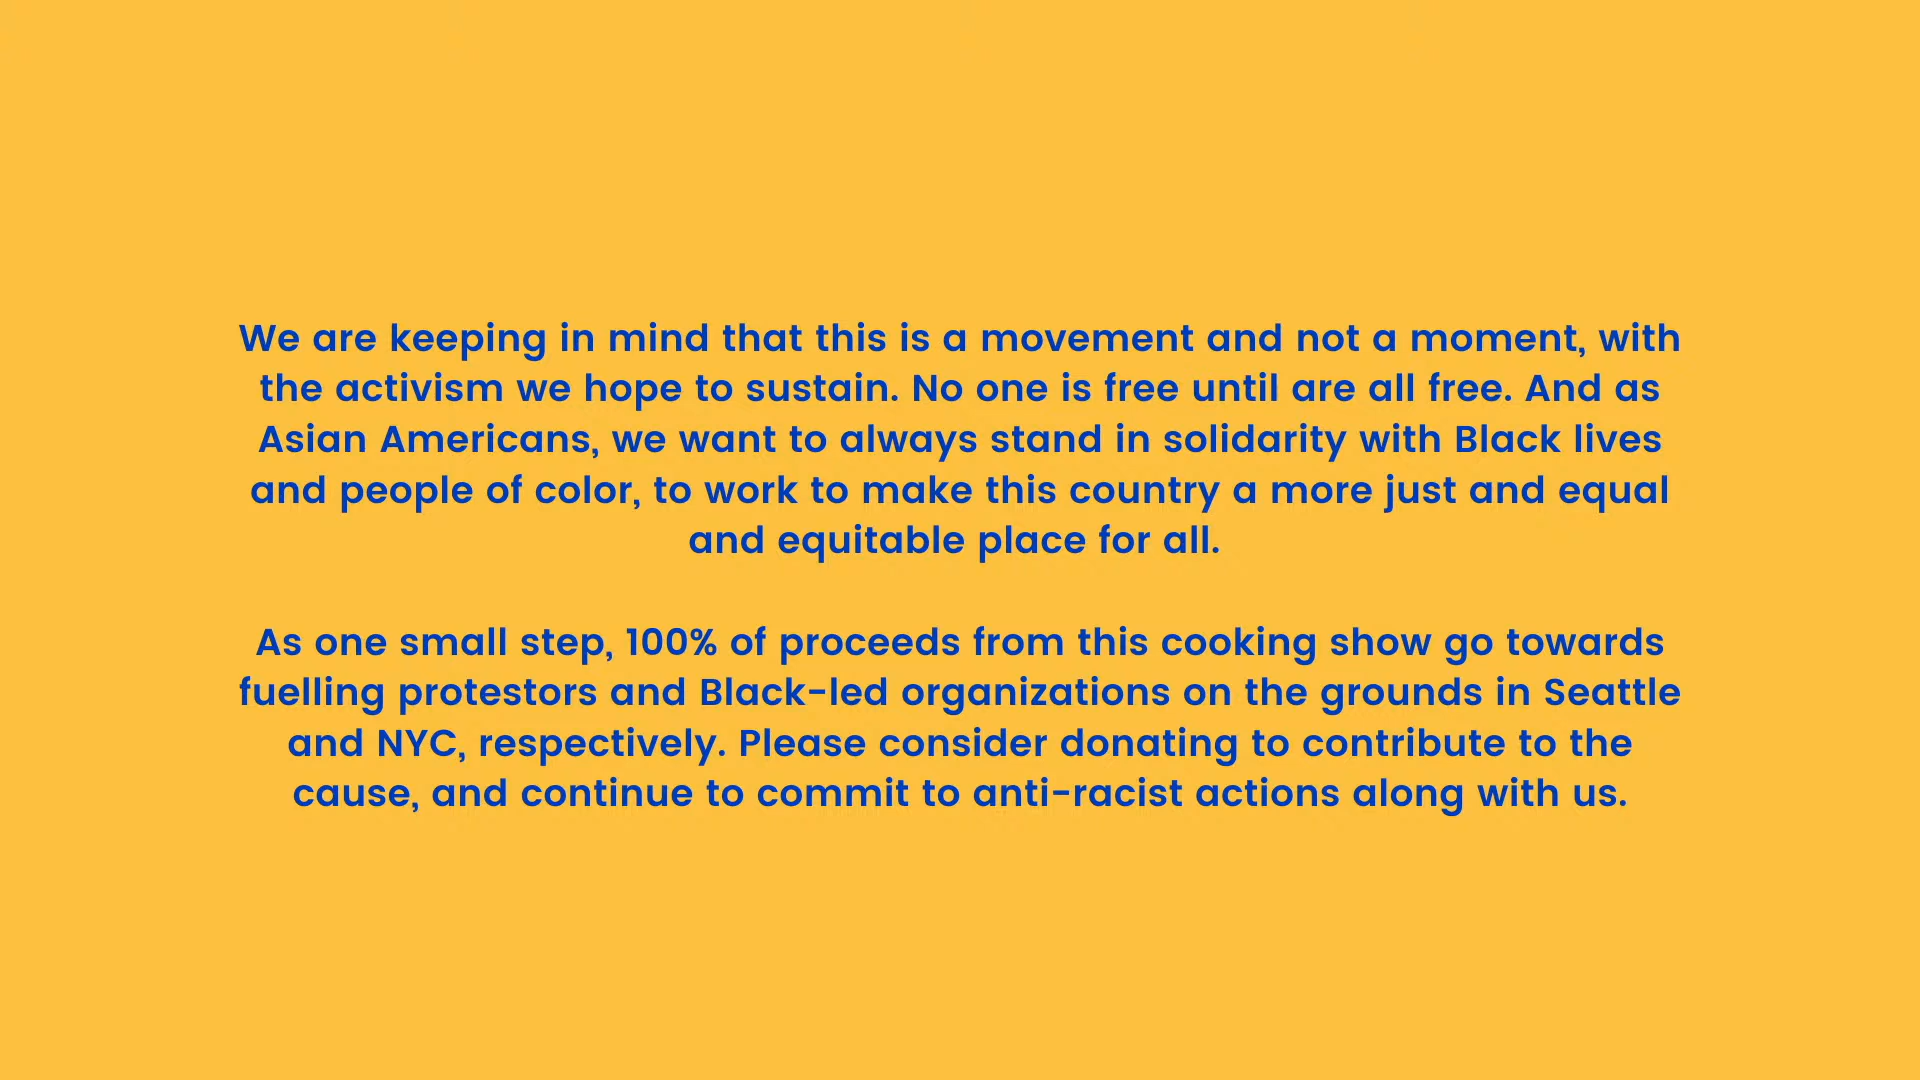 We are keeping in mind that this is a movement and not a moment, with
the activism we hope to sustain. No one is free until are all free. And as
Asian Americans, we want to always stand in solidarity with Black lives
and people of color, to work to make this country a more just and equal
and equitable place for all.
As one small step, 100% of proceeds from this cooking show go towards
fuelling protestors and Black-led organizations on the grounds in Seattle
and NYC, respectively. Please consider donating to contribute to the
cause, and continue to commit to anti-racist actions along with us.